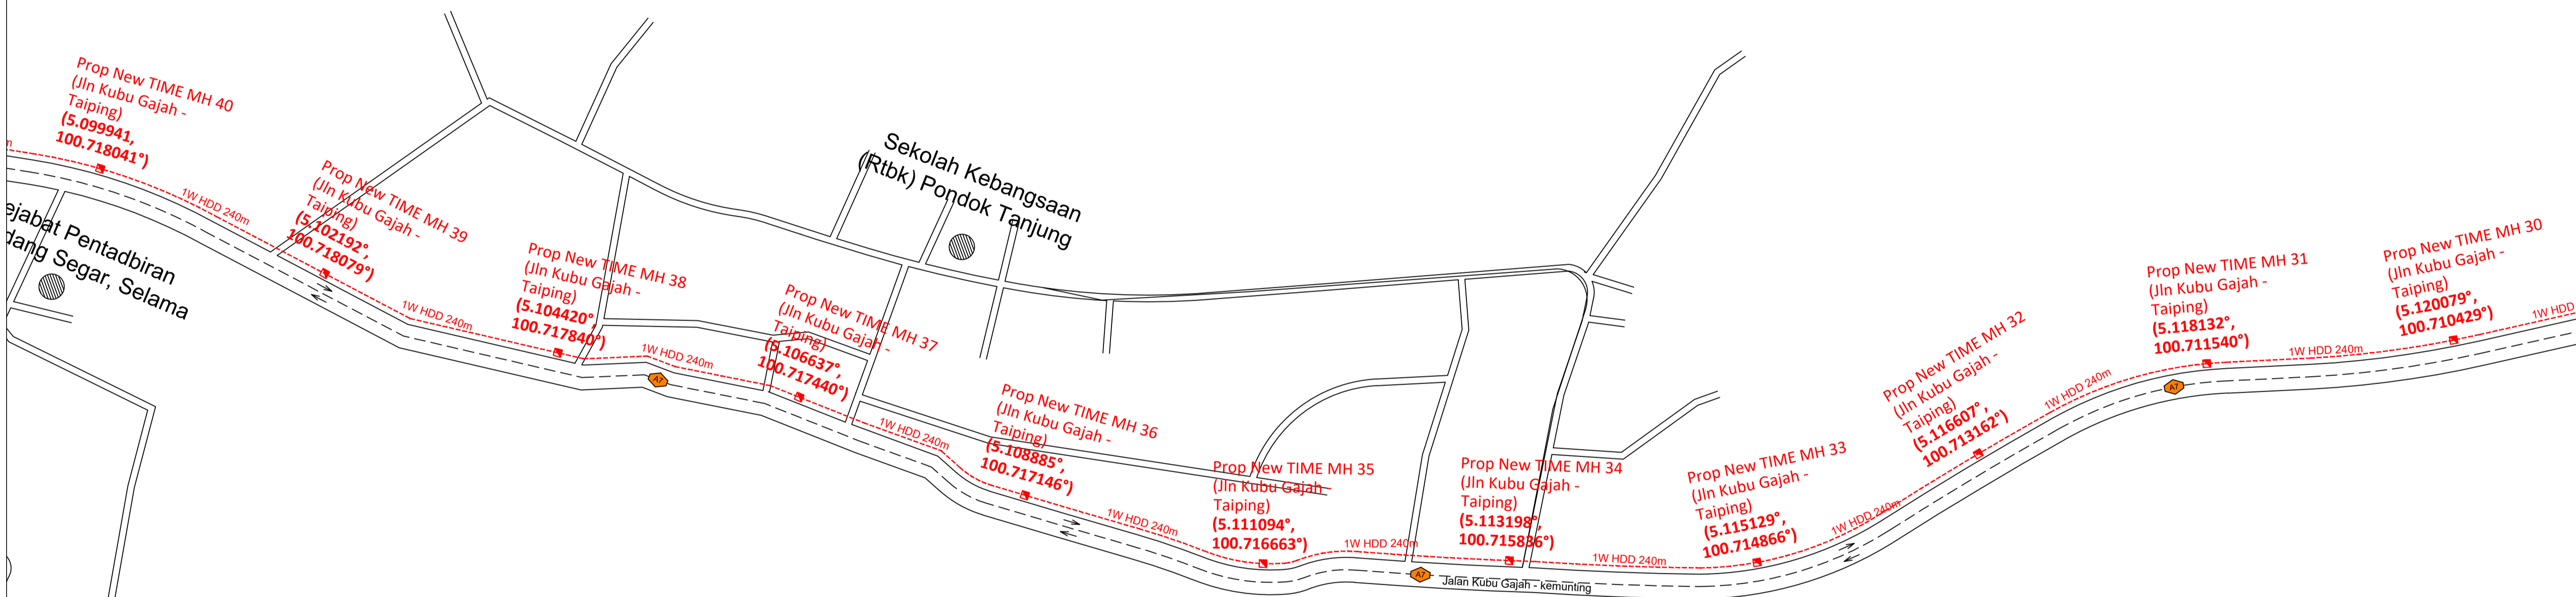 Prop New TIME MH 40
(Jln Kubu Gajah -
Taiping)
(5.099941,
100.718041°)
m
1W HDD 240m
Prop New TIME MH 39
(Jln Kubu Gajah -
Taiping)
(5.102192°,
100.718079°)
ejabat Pentadbiran
dang Segar, Selama
1W HDD 240m
Prop New TIME MH 38
(Jln Kubu Gajah -
Taiping)
(5.104420°,
100.717840°)
1W HDD 240m
A7
Prop New TIME MH 37
(Jln Kubu Gajah -
Taiping)
(5.106637°,
100.717440°)
Sekolah Kebangsaan
(Rtbk) Pondok Tanjung
1W HDD 240m
Prop New TIME MH 36
(Jln Kubu Gajah -
Taiping)
(5.108885°,
100.717146°)
1W HDD 240m
Prop New TIME MH 35
(Jln Kubu Gajah -
Taiping)
(5.111094°,
100.716663°)
1W HDD 240m
A7
Jalan Kubu Gajah - kemunting
Prop New TIME MH 34
(Jln Kubu Gajah -
Taiping)
(5.113198°,
100.715836°)
1W HDD 240m
Prop New TIME MH 33
(Jln Kubu Gajah -
Taiping)
(5.115129°,
100.714866°)
1W HDD 240m
Prop New TIME MH 32
(Jln Kubu Gajah -
Taiping)
(5.116607°,
100.713162°)
1W HDD 240m
A7
Prop New TIME MH 31
(Jln Kubu Gajah -
Taiping)
(5.118132°,
100.711540°)
1W HDD 240m
Prop New TIME MH 30
(Jln Kubu Gajah -
Taiping)
(5.120079°,
100.710429°)
1W HDD